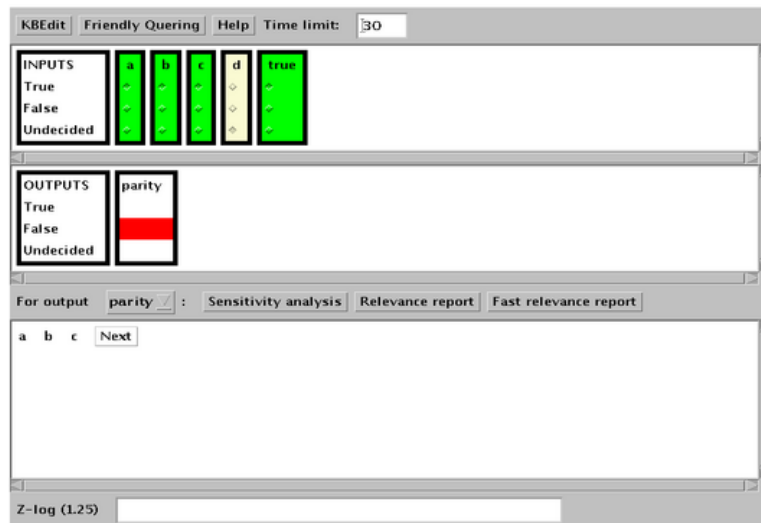 KBEdit Friendly Quering Help Time limit: 30
INPUTS a b c d true
True
False
Undecided
OUTPUTS parity
True
False
Undecided
For output parity : Sensitivity analysis Relevance report Fast relevance report
a b c Next
Z-log (1.25)